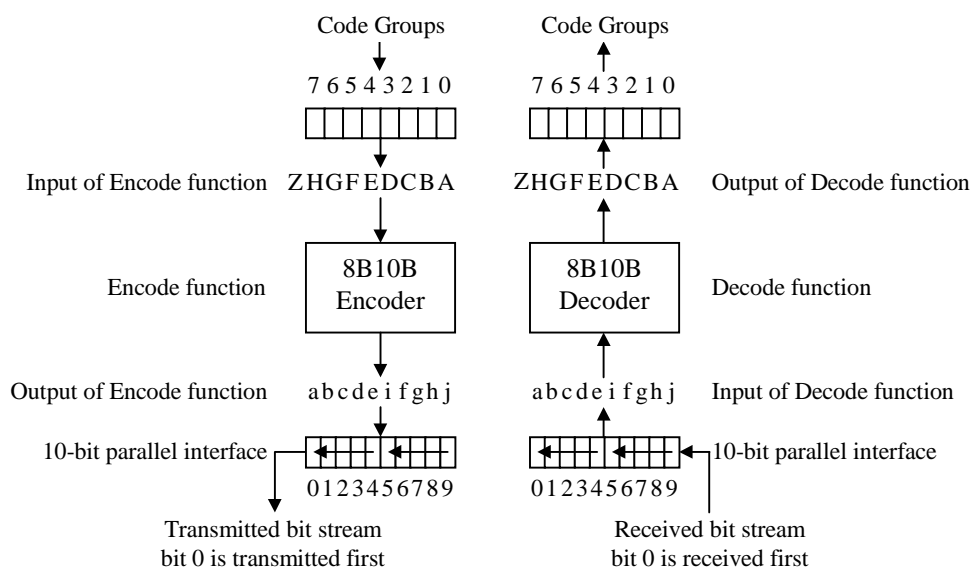 Code Groups
Code Groups
7 6 5 4 3 2 1 0
7 6 5 4 3 2 1 0
Input of Encode function
Z H G F E D C B A
Z H G F E D C B A
Output of Decode function
Encode function
8B10B
Encoder
8B10B
Decoder
Decode function
Output of Encode function
a b c d e i f g h j
a b c d e i f g h j
Input of Decode function
10-bit parallel interface
10-bit parallel interface
0 1 2 3 4 5 6 7 8 9
0 1 2 3 4 5 6 7 8 9
Transmitted bit stream
bit 0 is transmitted first
Received bit stream
bit 0 is received first